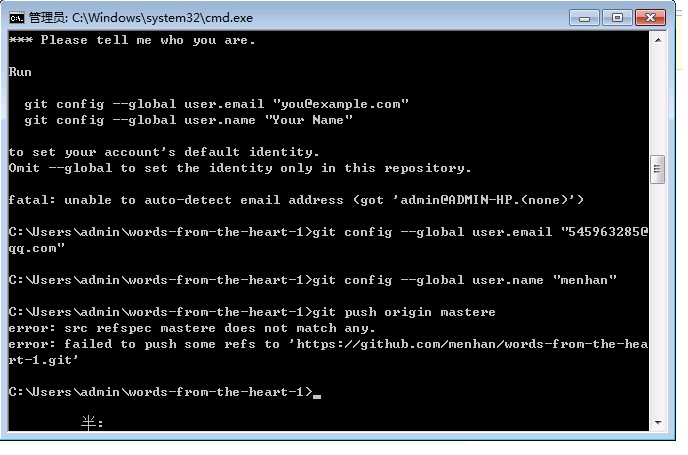 管理员: C:\Windows\system32\cmd.exe
*** Please tell me who you are.
Run
git config --global user.email "you@example.com"
git config --global user.name "Your Name"
to set your account's default identity.
Omit --global to set the identity only in this repository.
fatal: unable to auto-detect email address (got 'admin@ADMIN-HP.(none)')
C:\Users\admin\words-from-the-heart-1>git config --global user.email "545963285@
qq.com"
C:\Users\admin\words-from-the-heart-1>git config --global user.name "menhan"
C:\Users\admin\words-from-the-heart-1>git push origin mastere
error: src refspec mastere does not match any.
error: failed to push some refs to 'https://github.com/menhan/words-from-the-hea
rt-1.git'
C:\Users\admin\words-from-the-heart-1>_
半: